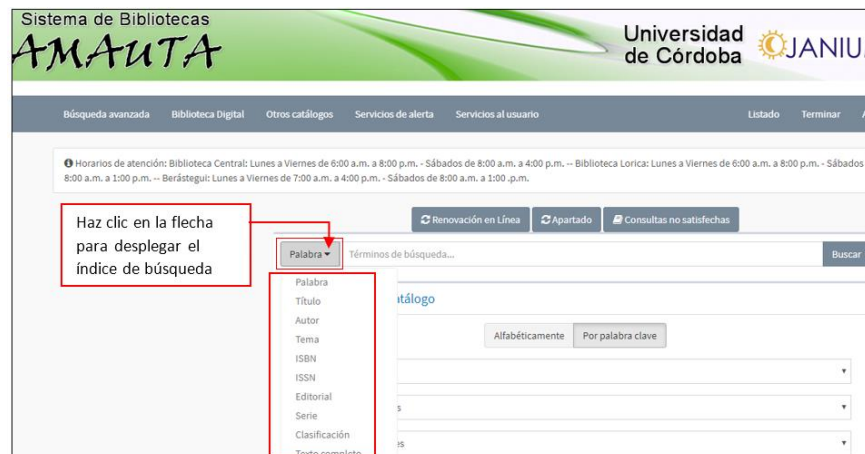 Sistema de Bibliotecas
AMAUTA
Universidad
de Córdoba
JANIU
Búsqueda avanzada Biblioteca Digital Otros catálogos Servicios de alerta Servicios al usuario Listado Terminar
Horarios de atención: Biblioteca Central: Lunes a Viernes de 6:00 a.m. a 8:00 p.m. - Sábados de 8:00 a.m. a 4:00 p.m. -- Biblioteca Lorica: Lunes a Viernes de 6:00 a.m. a 8:00 p.m. - Sábados
8:00 a.m. a 1:00 p.m. -- Berástegui: Lunes a Viernes de 7:00 a.m. a 4:00 p.m. - Sábados de 8:00 a.m. a 1:00 .p.m.
Haz clic en la flecha
para desplegar el
índice de búsqueda
Renovación en Línea Apartado Consultas no satisfechas
Palabra Términos de búsqueda... Buscar
Palabra
Título
Autor
Tema
ISBN
ISSN
Editorial
Serie
Clasificación
Texto completo
tálogo
Alfabéticamente Por palabra clave